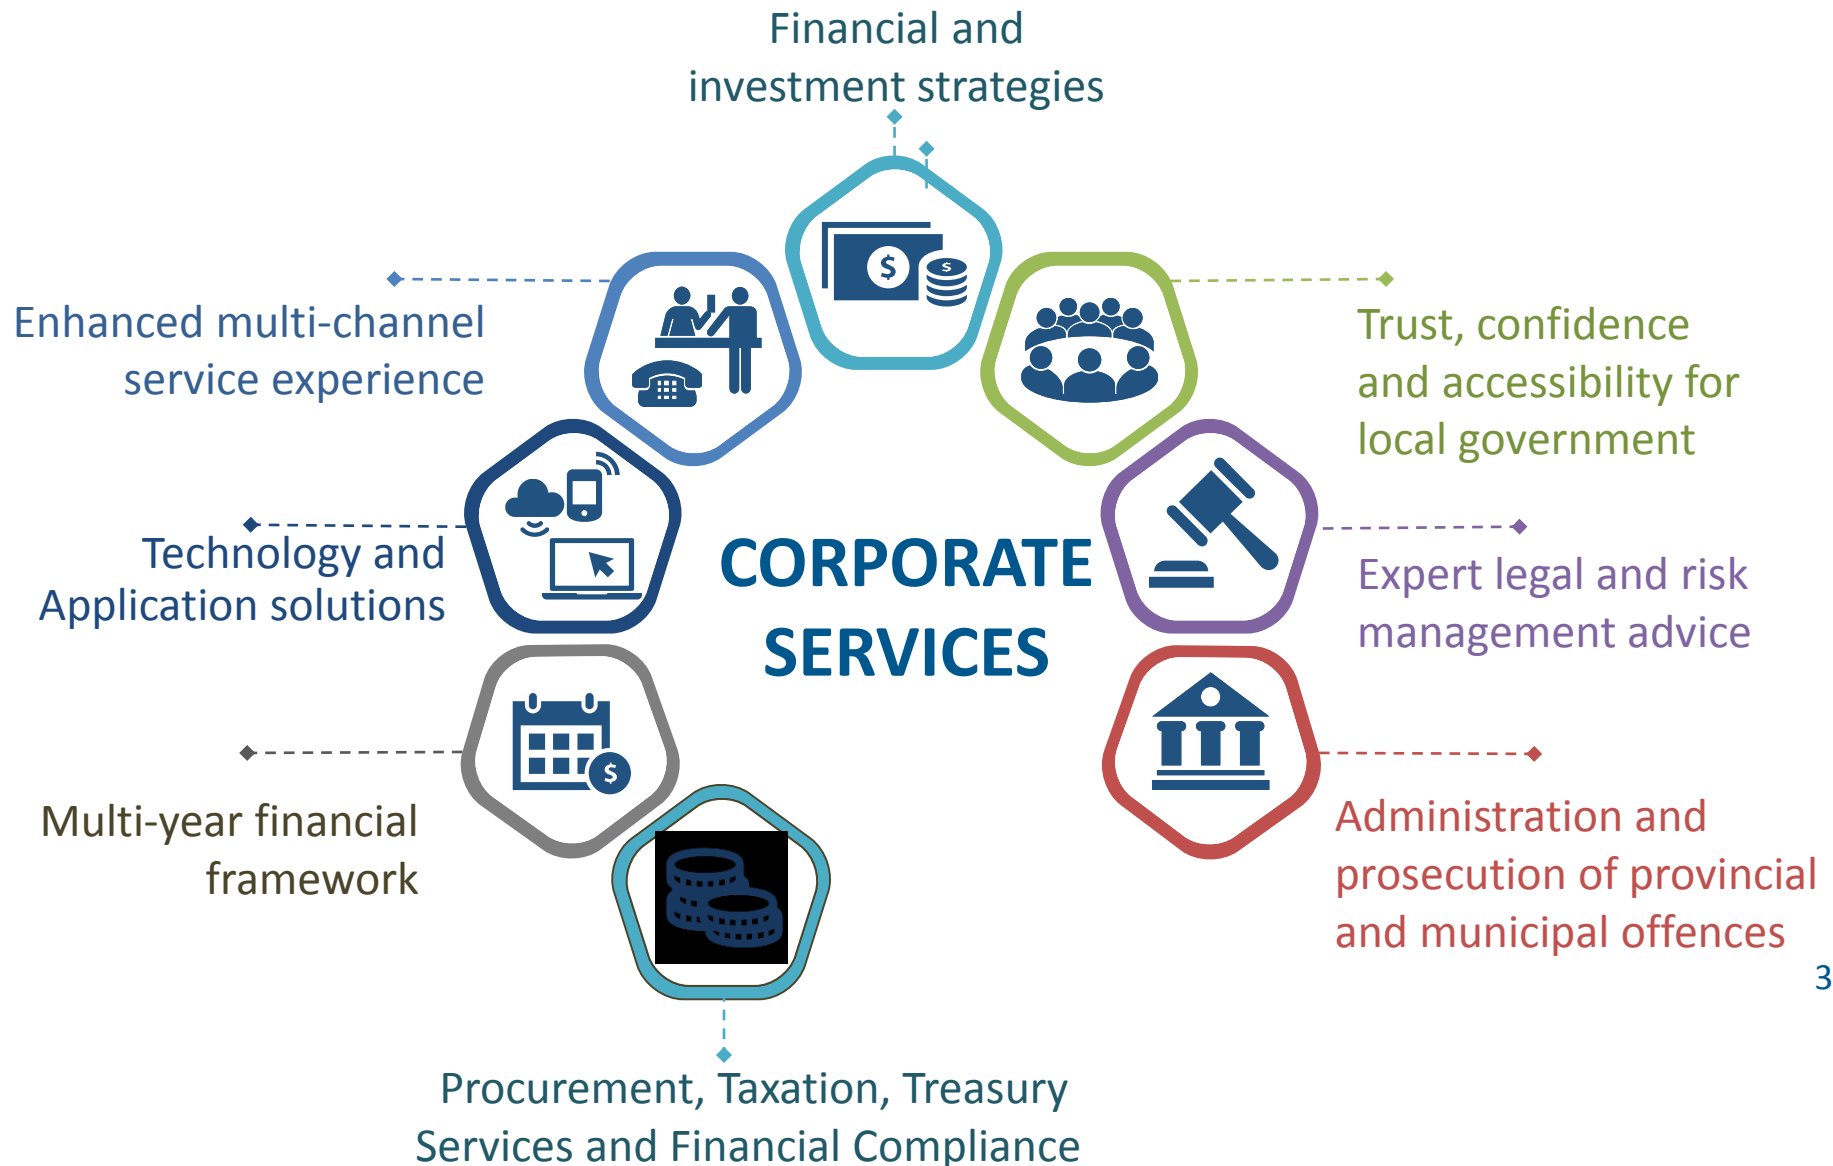 Financial and
investment strategies
Enhanced multi-channel
service experience
Trust, confidence
and accessibility for
local government
Technology and
Application solutions
CORPORATE
SERVICES
Expert legal and risk
management advice
Multi-year financial
framework
Administration and
prosecution of provincial
and municipal offences
3
Procurement, Taxation, Treasury
Services and Financial Compliance
$
$
$